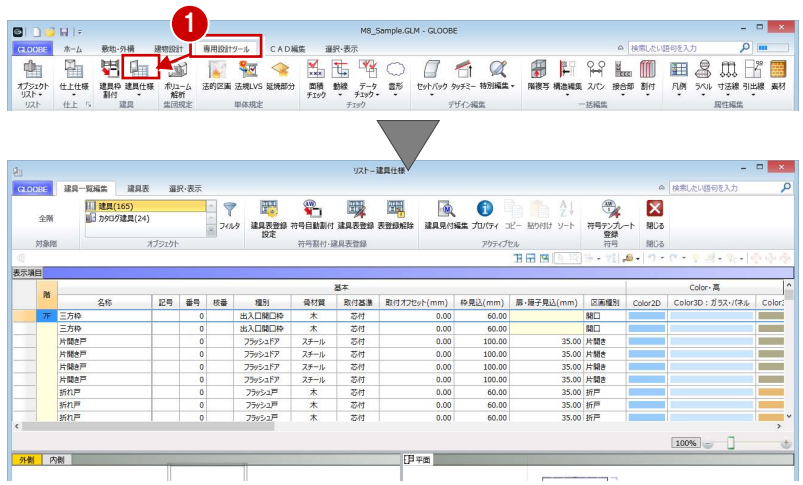 1
M8_Sample.GLM - GLOOBE
GLOOBE ホーム 敷地・外構 建物設計 専用設計ツール CAD編集 選択・表示 検索したい語句を入力
オブジェクトリスト 仕上仕様 建具枠割付 建具仕様 ボリューム解析 法的区画 法規LVS 延焼部分 面積チェック 動線 データチェック 雲形 セットバック タッチミー 特別編集 階複写 構造編集 スパン 接合部 割付 凡例 ラベル 寸法線 引出線 素材
リスト 仕上 建具 集団規定 単体規定 チェック デザイン編集 一括編集 属性編集
リスト - 建具仕様
GLOOBE 建具一覧編集 建具表 選択・表示 検索したい語句を入力
全階 建具(165) カタログ建具(24) フィルタ 建具表登録設定 符号自動割付 建具表登録 表登録解除 建具見付編集 プロパティ コピー 貼り付け ソート 符号テンプレート登録 閉じる
対象階 オブジェクト 符号割付・建具表登録 アクティブセル 符号 閉じる
表示項目
階 基本 Color・高
名称 記号 番号 枝番 種別 骨材質 取付基準 取付オフセット(mm) 枠見込(mm) 扉・障子見込(mm) 区画種別 Color2D Color3D：ガラス・パネル Color3
7F 三方枠 0 出入口開口枠 木 芯付 0.00 60.00 開口
三方枠 0 出入口開口枠 木 芯付 0.00 60.00 開口
片開き戸 0 フラッシュドア スチール 芯付 0.00 100.00 35.00 片開き
片開き戸 0 フラッシュドア スチール 芯付 0.00 100.00 35.00 片開き
片開き戸 0 フラッシュドア スチール 芯付 0.00 100.00 35.00 片開き
片開き戸 0 フラッシュドア スチール 芯付 0.00 100.00 35.00 片開き
折れ戸 0 フラッシュ戸 木 芯付 0.00 60.00 35.00 折戸
折れ戸 0 フラッシュ戸 木 芯付 0.00 60.00 35.00 折戸
折れ戸 0 フラッシュ戸 木 芯付 0.00 60.00 35.00 折戸
100%
外側 内側 平面